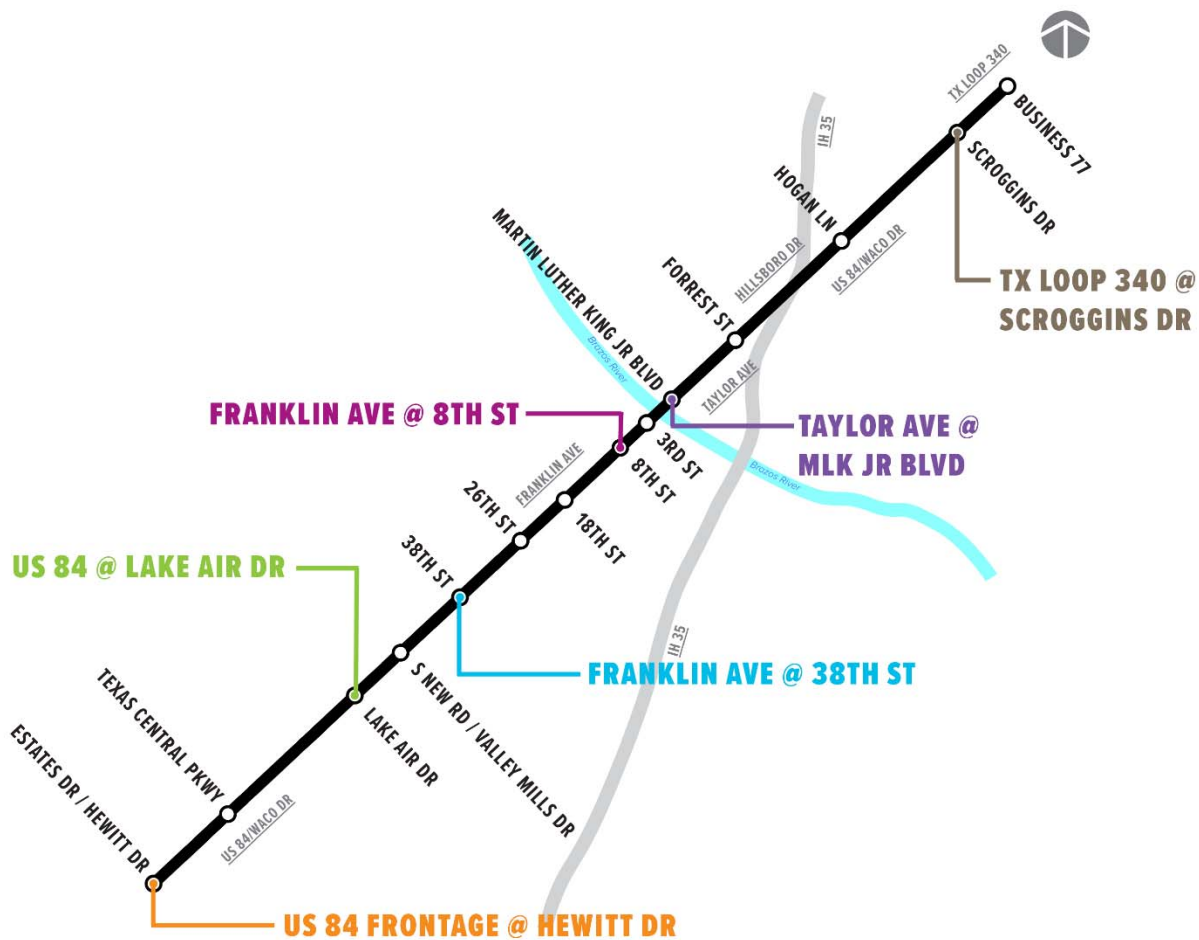 TX LOOP 340
BUSINESS 77
IH 35
SCROGGINS DR
HOGAN LN
MARTIN LUTHER KING JR BLVD
HILLSBORO DR
US 84/WACO DR
FORREST ST
TX LOOP 340 @
SCROGGINS DR
Brazos River
TAYLOR AVE
FRANKLIN AVE @ 8TH ST
TAYLOR AVE @
MLK JR BLVD
3RD ST
8TH ST
Brazos River
FRANKLIN AVE
26TH ST
18TH ST
38TH ST
US 84 @ LAKE AIR DR
IH 35
FRANKLIN AVE @ 38TH ST
S NEW RD / VALLEY MILLS DR
TEXAS CENTRAL PKWY
LAKE AIR DR
ESTATES DR / HEWITT DR
US 84/WACO DR
US 84 FRONTAGE @ HEWITT DR